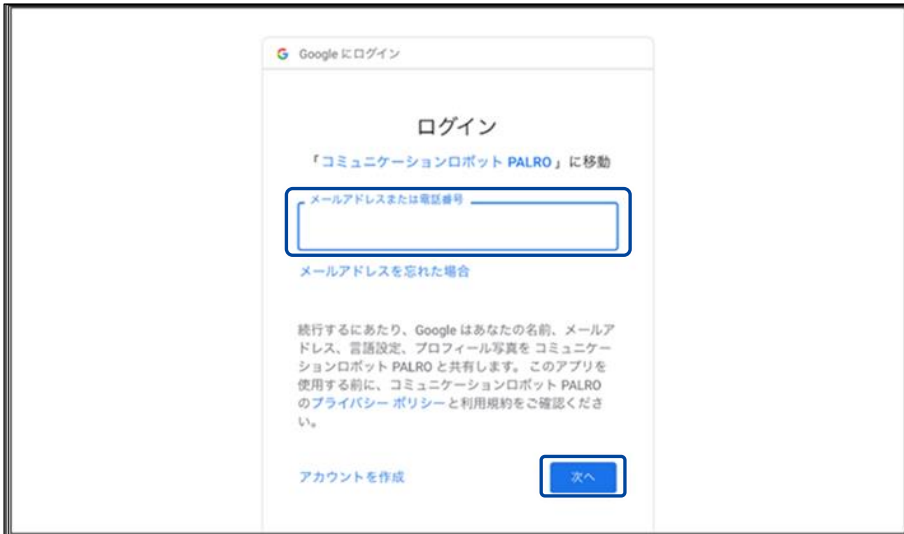 Google にログイン
ログイン
「コミュニケーションロボット PALRO」に移動
メールアドレスまたは電話番号
メールアドレスを忘れた場合
続行するにあたり、Google はあなたの名前、メールア
ドレス、言語設定、プロフィール写真を コミュニケー
ションロボット PALRO と共有します。 このアプリを
使用する前に、コミュニケーションロボット PALRO
のプライバシー ポリシーと利用規約をご確認くださ
い。
アカウントを作成
次へ